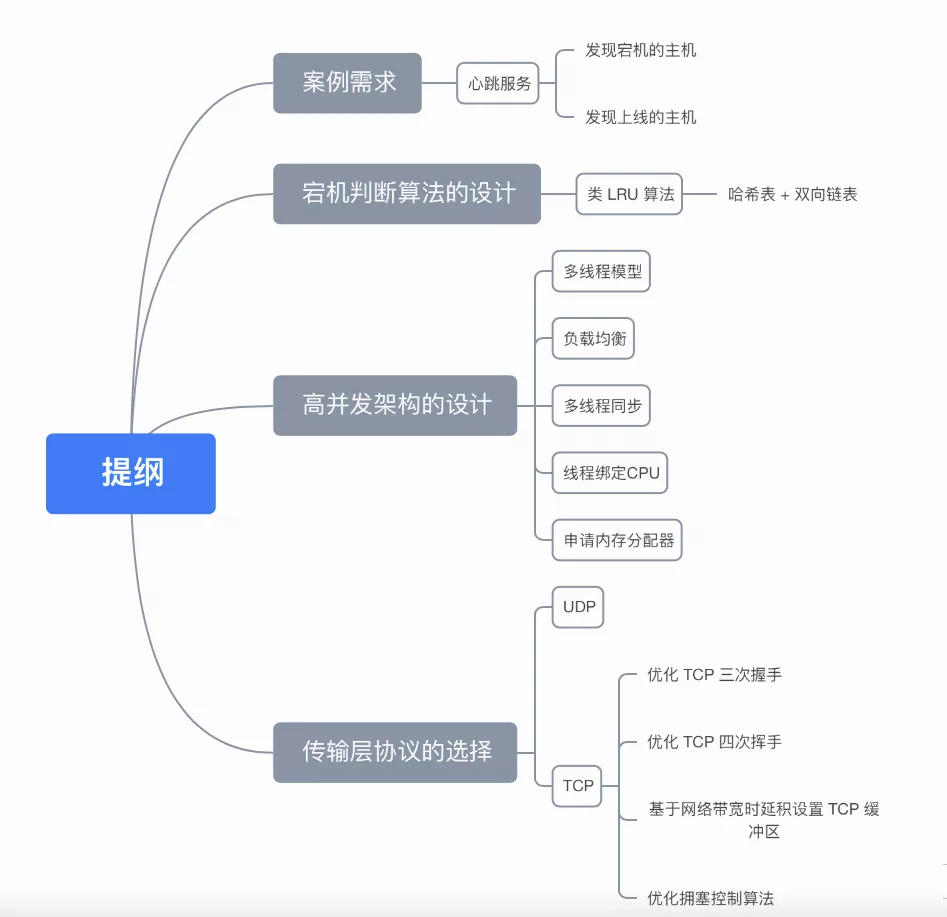 提纲
案例需求
心跳服务
发现宕机的主机
发现上线的主机
宕机判断算法的设计
类 LRU 算法
哈希表 + 双向链表
高并发架构的设计
多线程模型
负载均衡
多线程同步
线程绑定CPU
申请内存分配器
传输层协议的选择
UDP
TCP
优化 TCP 三次握手
优化 TCP 四次挥手
基于网络带宽时延积设置 TCP 缓
冲区
优化拥塞控制算法